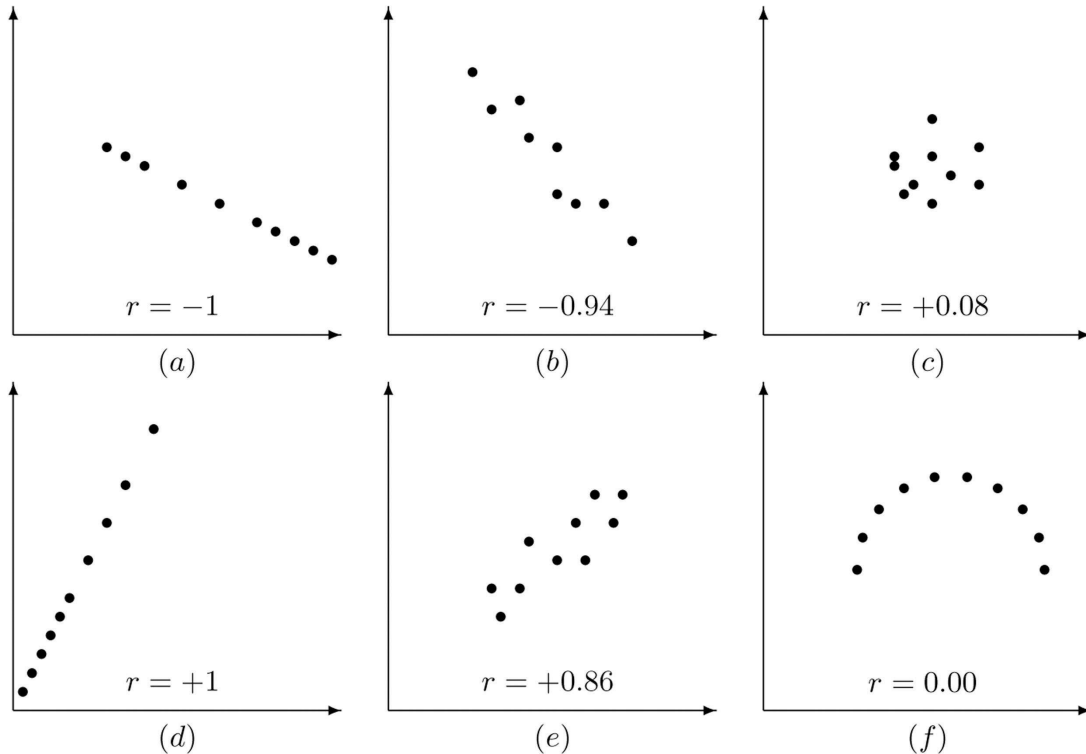 r = −1
r = −0.94
r = +0.08
(a)
(b)
(c)
r = +1
r = +0.86
r = 0.00
(d)
(e)
(f)